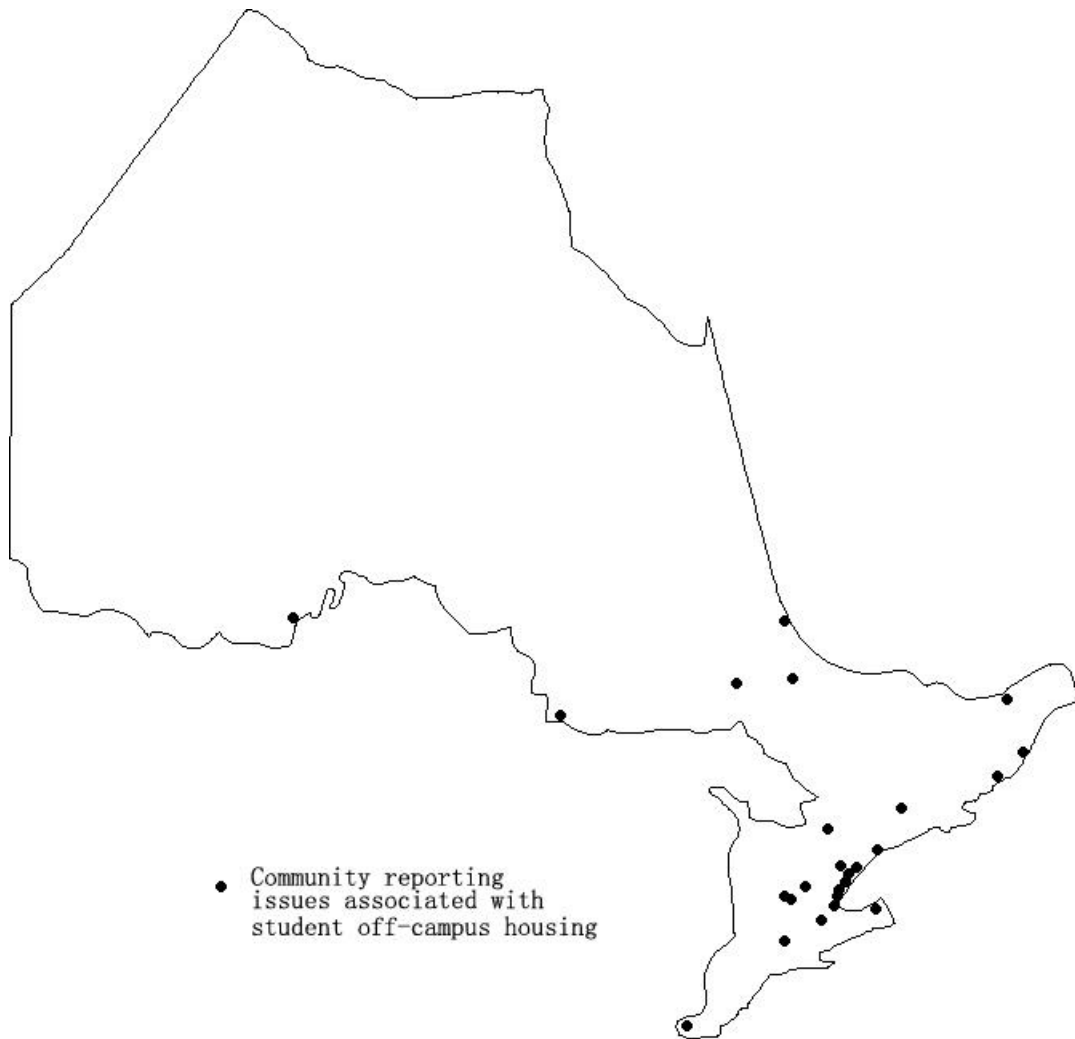 Community reporting
issues associated with
student off-campus housing